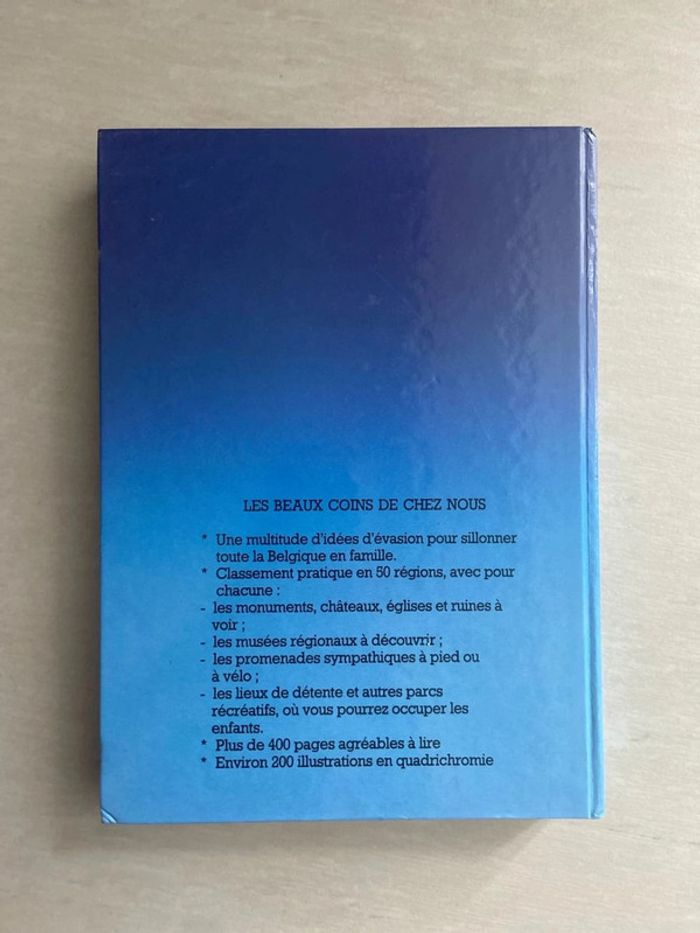 LES BEAUX COINS DE CHEZ NOUS
* Une multitude d'idées d'évasion pour sillonner
toute la Belgique en famille.
* Classement pratique en 50 régions, avec pour
chacune :
- les monuments, châteaux, églises et ruines à
voir ;
- les musées régionaux à découvrir ;
- les promenades sympathiques à pied ou
à vélo ;
- les lieux de détente et autres parcs
récréatifs, où vous pourrez occuper les
enfants.
* Plus de 400 pages agréables à lire
* Environ 200 illustrations en quadrichromie